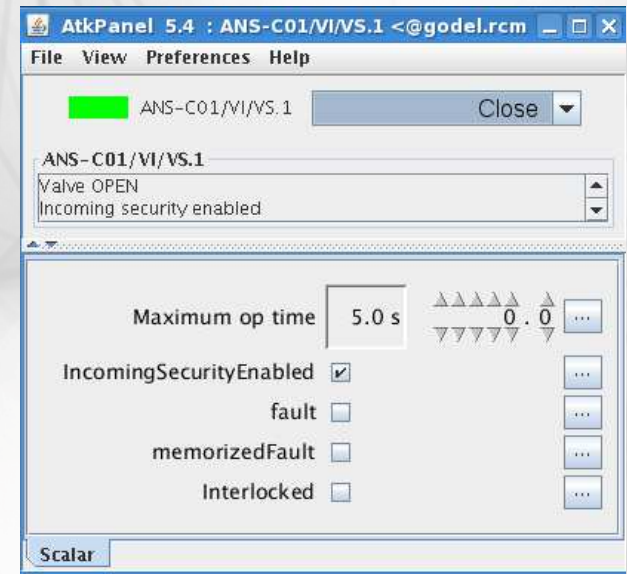 AtkPanel 5.4 : ANS-C01/VI/VS.1 <@godel.rcm
File View Preferences Help
ANS-C01/VI/VS.1 Close
ANS-C01/VI/VS.1
Valve OPEN
Incoming security enabled
Maximum op time 5.0 s 0.0 ...
IncomingSecurityEnabled ...
fault ...
memorizedFault ...
Interlocked ...
Scalar